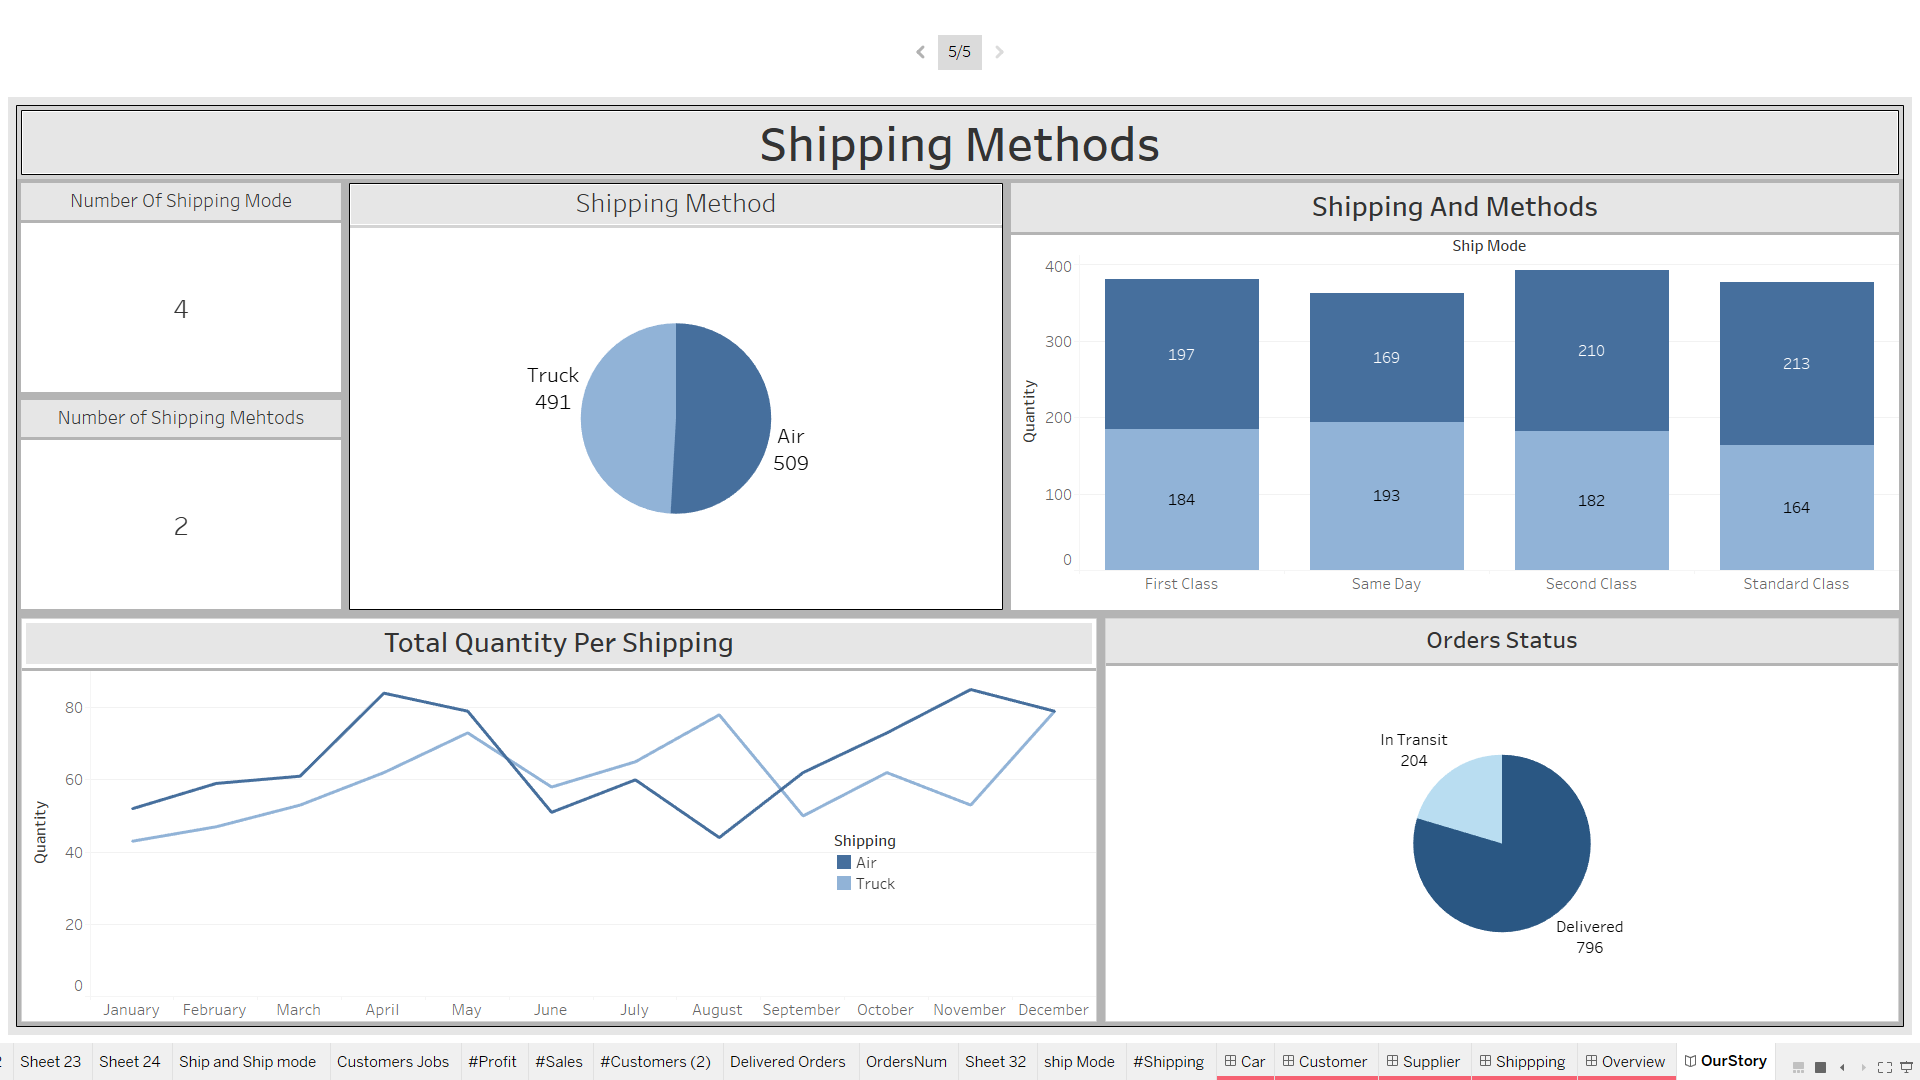 5/5
Shipping Methods
Number Of Shipping Mode
4
Number of Shipping Mehtods
2
Shipping Method
Truck
491
Air
509
Shipping And Methods
Ship Mode
400
300
200
100
0
Quantity
197
169
210
213
184
193
182
164
First Class
Same Day
Second Class
Standard Class
Total Quantity Per Shipping
80
60
40
20
0
Quantity
Shipping
Air
Truck
January
February
March
April
May
June
July
August
September
October
November
December
Orders Status
In Transit
204
Delivered
796
Sheet 23
Sheet 24
Ship and Ship mode
Customers Jobs
#Profit
#Sales
#Customers (2)
Delivered Orders
OrdersNum
Sheet 32
ship Mode
#Shipping
Car
Customer
Supplier
Shippping
Overview
OurStory